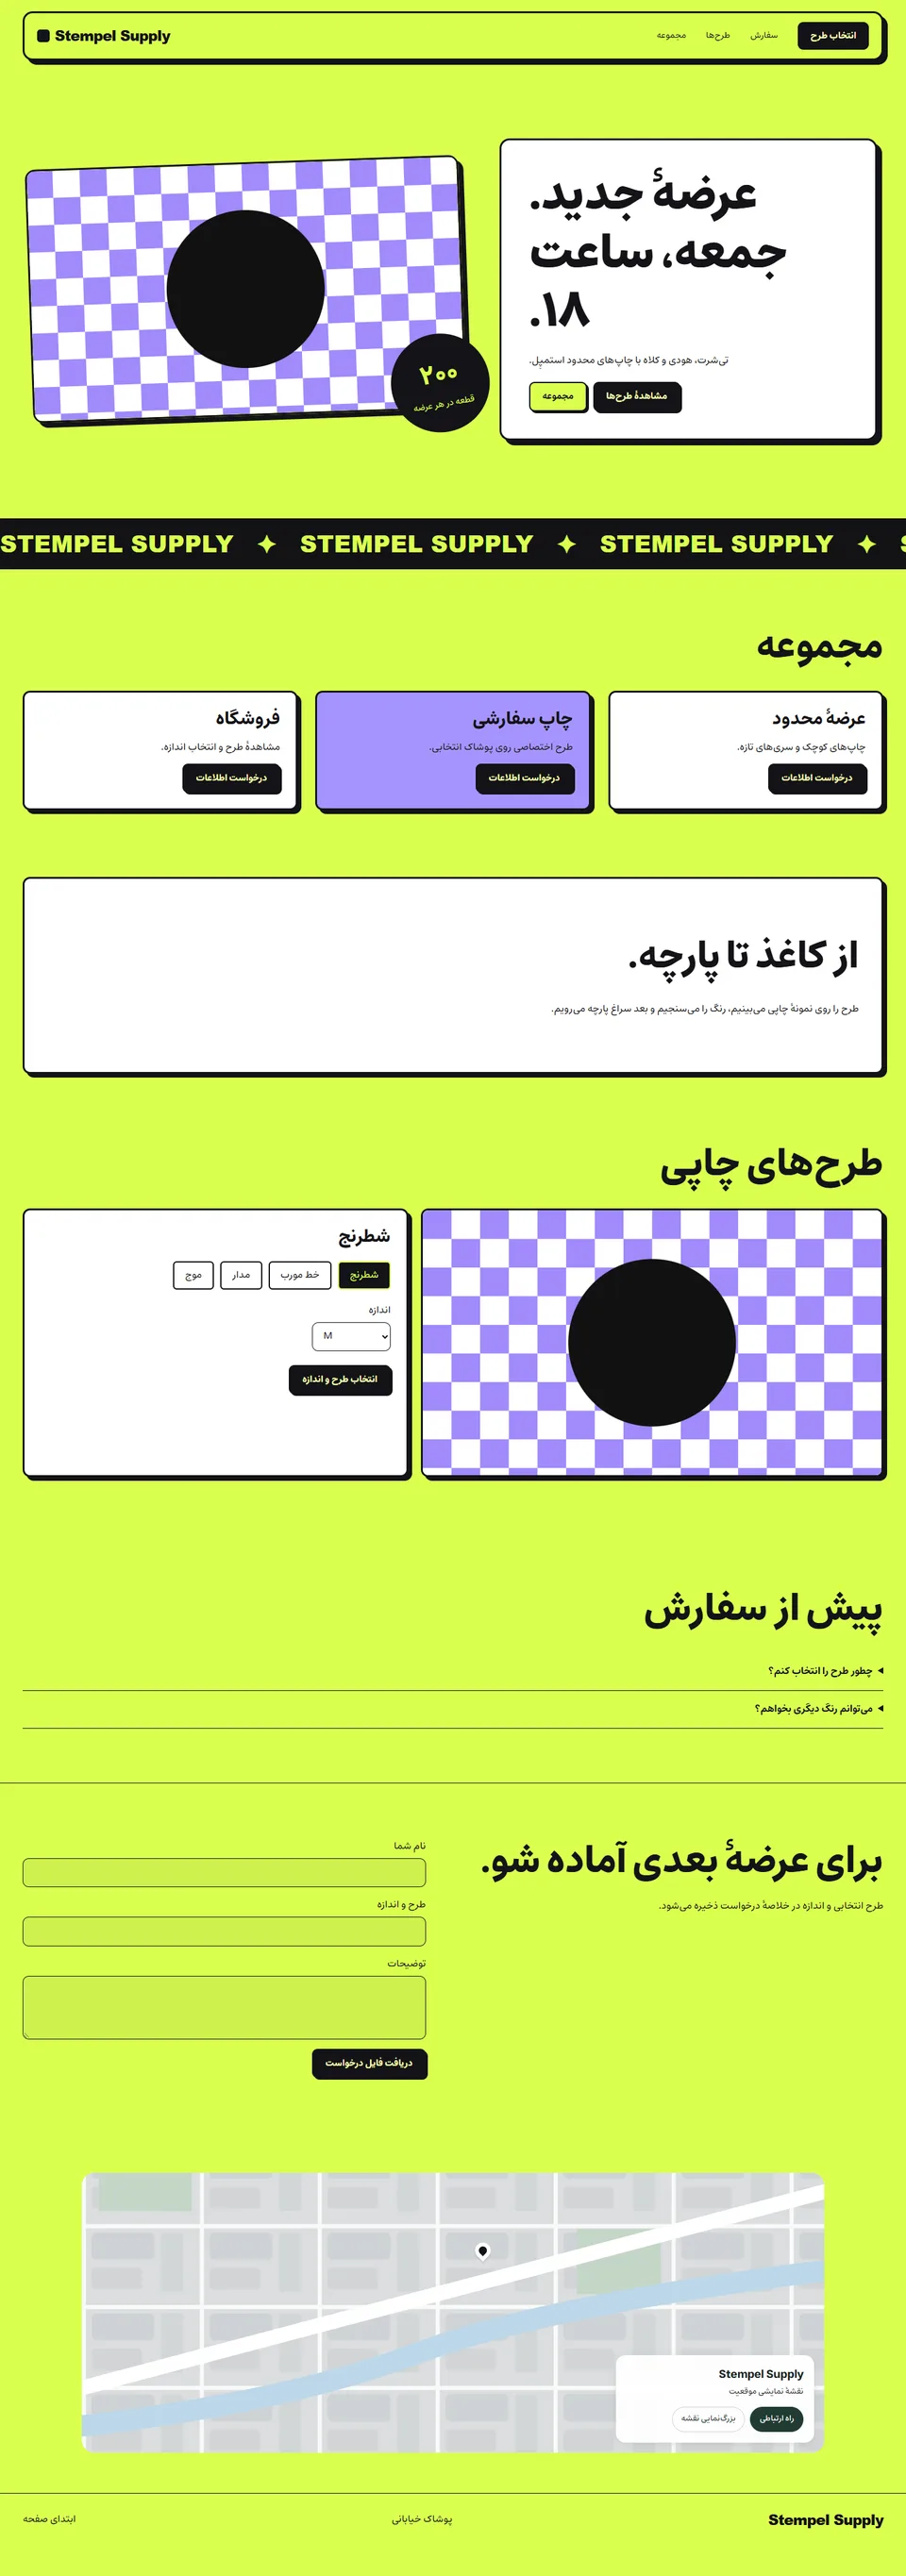 Stempel Supply
مجموعه
طرح‌ها
سفارش
انتخاب طرح
عرضهٔ جدید.
جمعه، ساعت
۱۸.
تی‌شرت، هودی و کلاه با چاپ‌های محدود استمپل.
مشاهدهٔ طرح‌ها
مجموعه
۲۰۰
قطعه در هر عرضه
STEMPEL SUPPLY ✦ STEMPEL SUPPLY ✦ STEMPEL SUPPLY ✦ S
مجموعه
عرضهٔ محدود
چاپ‌های کوچک و سری‌های تازه.
درخواست اطلاعات
چاپ سفارشی
طرح اختصاصی روی پوشاک انتخابی.
درخواست اطلاعات
فروشگاه
مشاهدهٔ طرح و انتخاب اندازه.
درخواست اطلاعات
از کاغذ تا پارچه.
طرح را روی نمونهٔ چاپی می‌بینیم، رنگ را می‌سنجیم و بعد سراغ پارچه می‌رویم.
طرح‌های چاپی
شطرنج
شطرنج
خط مورب
مدار
موج
اندازه
M
انتخاب طرح و اندازه
پیش از سفارش
چطور طرح را انتخاب کنم؟
می‌توانم رنگ دیگری بخواهم؟
برای عرضهٔ بعدی آماده شو.
طرح انتخابی و اندازه در خلاصهٔ درخواست ذخیره می‌شود.
نام شما
طرح و اندازه
توضیحات
دریافت فایل درخواست
Stempel Supply
نقشهٔ نمایشی موقعیت
راه ارتباطی
بزرگ‌نمایی نقشه
Stempel Supply
پوشاک خیابانی
ابتدای صفحه